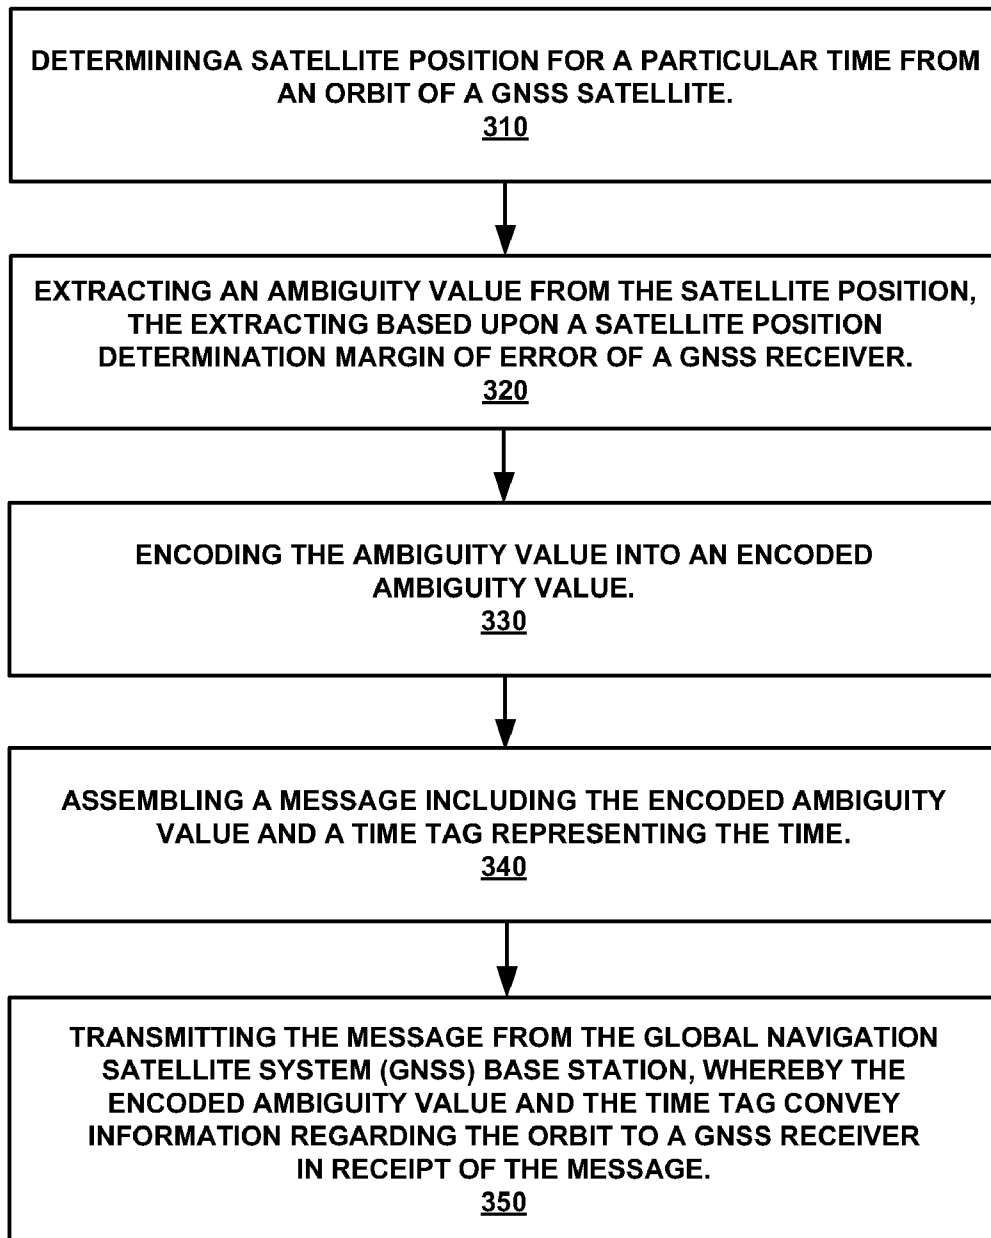 DETERMININGA SATELLITE POSITION FOR A PARTICULAR TIME FROM
AN ORBIT OF A GNSS SATELLITE.
310
EXTRACTING AN AMBIGUITY VALUE FROM THE SATELLITE POSITION,
THE EXTRACTING BASED UPON A SATELLITE POSITION
DETERMINATION MARGIN OF ERROR OF A GNSS RECEIVER.
320
ENCODING THE AMBIGUITY VALUE INTO AN ENCODED
AMBIGUITY VALUE.
330
ASSEMBLING A MESSAGE INCLUDING THE ENCODED AMBIGUITY
VALUE AND A TIME TAG REPRESENTING THE TIME.
340
TRANSMITTING THE MESSAGE FROM THE GLOBAL NAVIGATION
SATELLITE SYSTEM (GNSS) BASE STATION, WHEREBY THE
ENCODED AMBIGUITY VALUE AND THE TIME TAG CONVEY
INFORMATION REGARDING THE ORBIT TO A GNSS RECEIVER
IN RECEIPT OF THE MESSAGE.
350